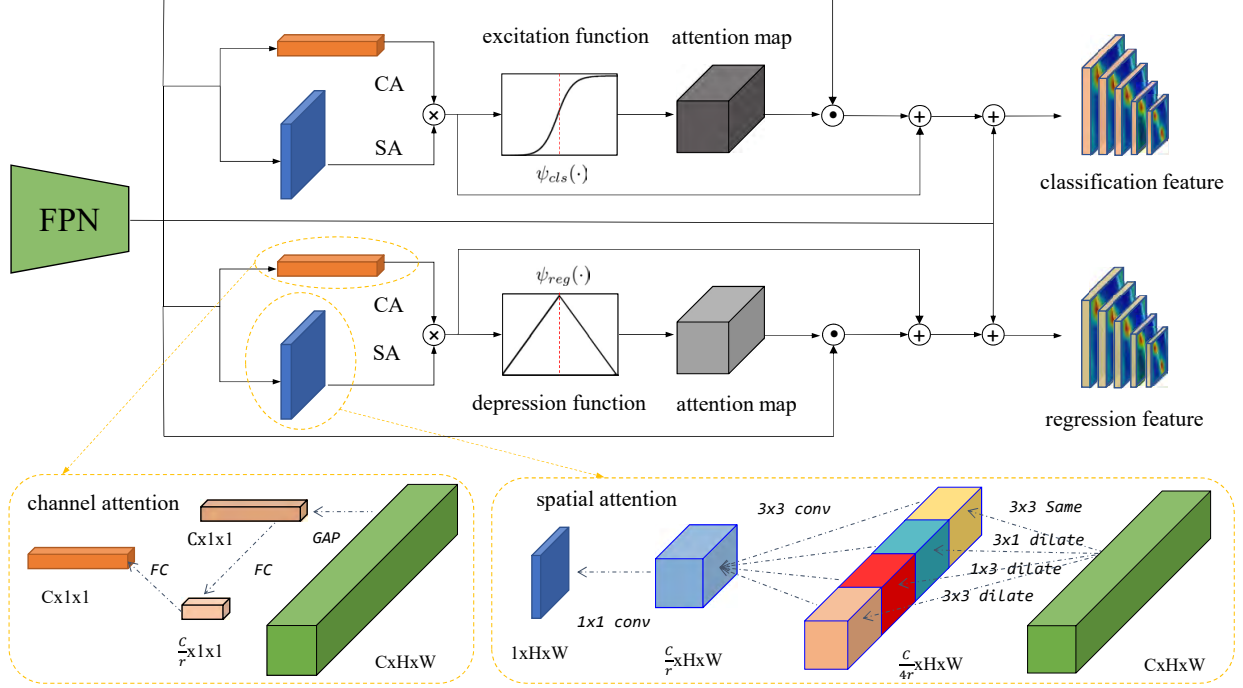 excitation function
attention map
CA
SA
ψ_cls(·)
classification feature
FPN
CA
SA
ψ_reg(·)
depression function
attention map
regression feature
channel attention
Cx1x1
GAP
FC
FC
Cx1x1
C/r x1x1
CxHxW
spatial attention
3x3 conv
3x3 Same
3x1 dilate
1x3 dilate
3x3 dilate
1x1 conv
1xHxW
C/r xHxW
C/4r xHxW
CxHxW